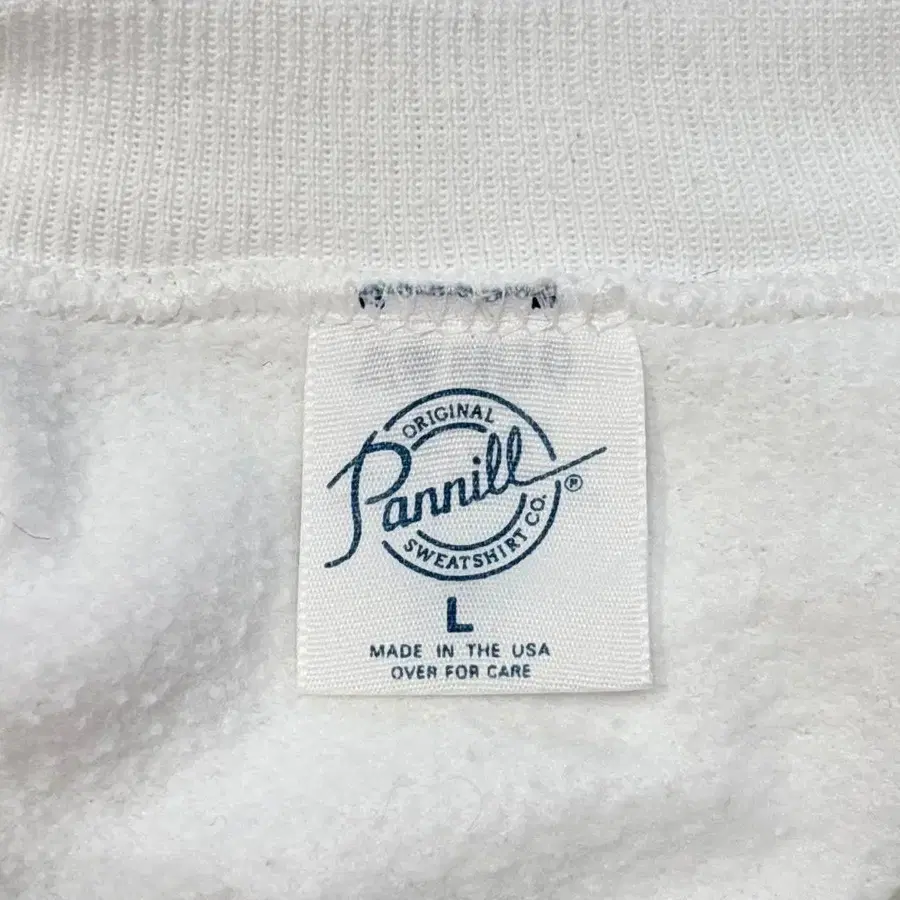 ORIGINAL
Pannill ®
SWEATSHIRT CO.
L
MADE IN THE USA
OVER FOR CARE